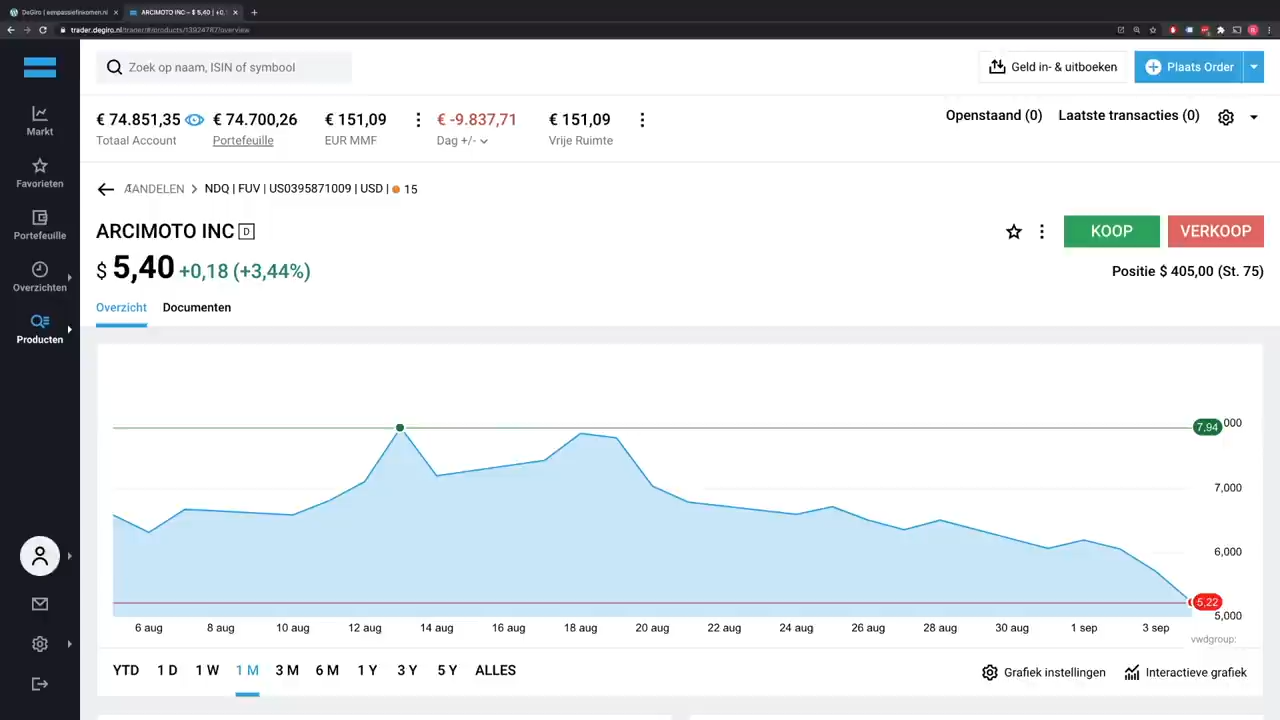 DeGiro | eenpassiefinkomen.nl
ARCIMOTO INC – $ 5,40 | +0,1
trader.degiro.nl/trader/#/products/13924787/overview
Zoek op naam, ISIN of symbool
Geld in- & uitboeken
Plaats Order
€ 74.851,35 € 74.700,26 € 151,09 € -9.837,71 € 151,09
Totaal Account Portefeuille EUR MMF Dag +/- Vrije Ruimte
Openstaand (0) Laatste transacties (0)
Markt
Favorieten
Portefeuille
Overzichten
Producten
AANDELEN NDQ | FUV | US0395871009 | USD | 15
ARCIMOTO INC D
$ 5,40 +0,18 (+3,44%)
KOOP VERKOOP
Positie $ 405,00 (St. 75)
Overzicht Documenten
7,94
000
7,000
6,000
5,22
5,000
6 aug 8 aug 10 aug 12 aug 14 aug 16 aug 18 aug 20 aug 22 aug 24 aug 26 aug 28 aug 30 aug 1 sep 3 sep
vwdgroup:
YTD 1 D 1 W 1 M 3 M 6 M 1 Y 3 Y 5 Y ALLES
Grafiek instellingen Interactieve grafiek